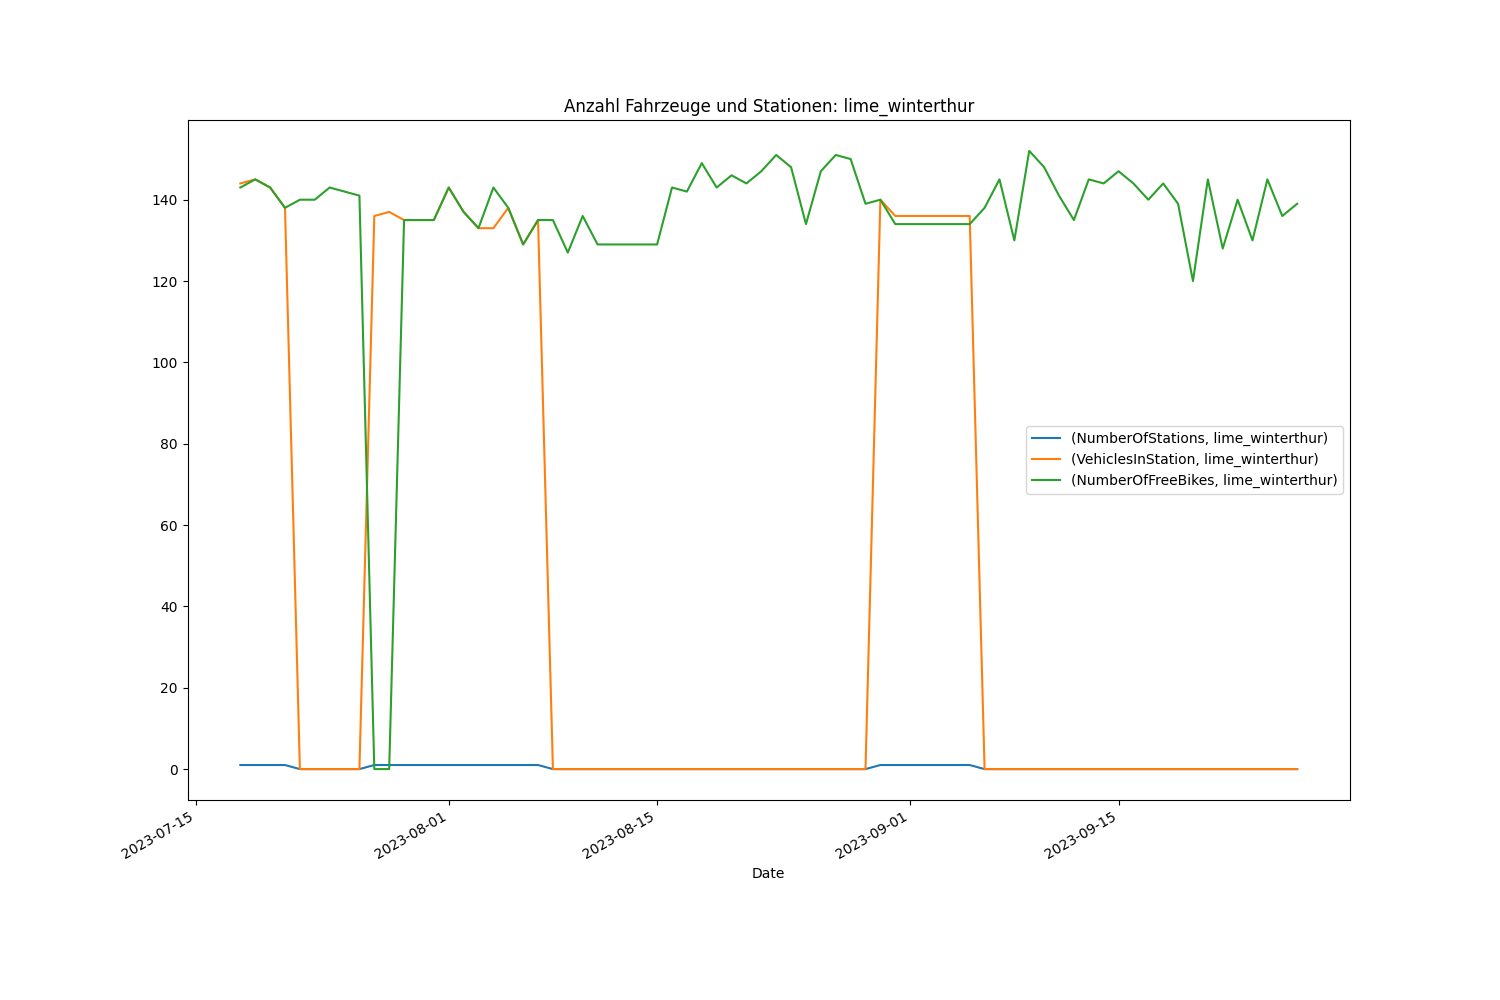 Anzahl Fahrzeuge und Stationen: lime_winterthur
140
120
100
80
60
40
20
0
(NumberOfStations, lime_winterthur)
(VehiclesInStation, lime_winterthur)
(NumberOfFreeBikes, lime_winterthur)
2023-07-15
2023-08-01
2023-08-15
2023-09-01
2023-09-15
Date